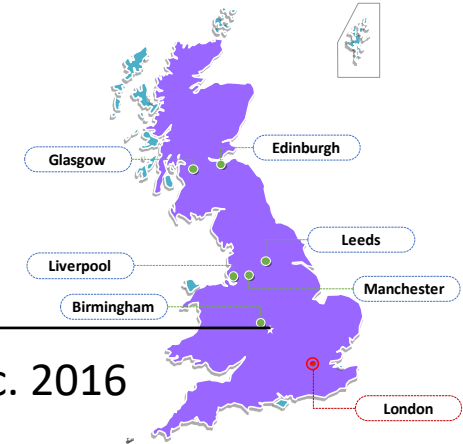 Edinburgh
Glasgow
Leeds
Liverpool
Manchester
Birmingham
c. 2016
London